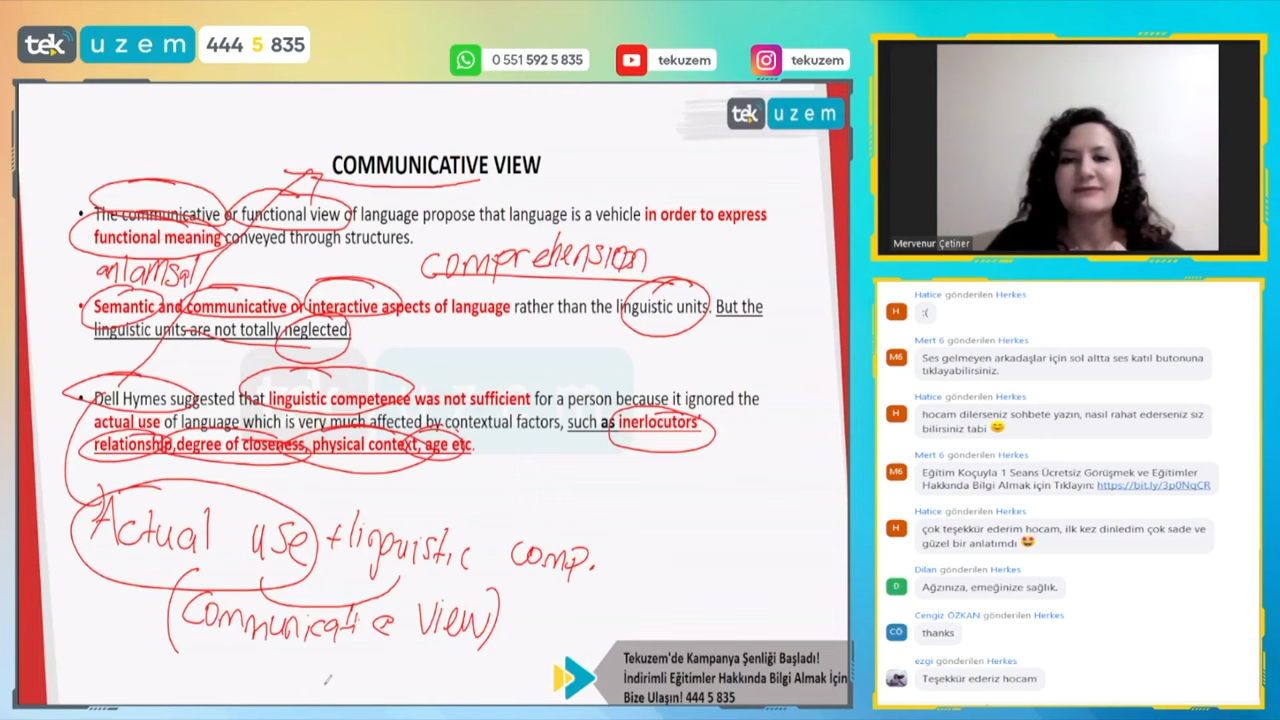 tek uzem 444 5 835
0 551 592 5 835
tekuzem
tekuzem
tek uzem
COMMUNICATIVE VIEW
• The communicative or functional view of language propose that language is a vehicle in order to express
functional meaning conveyed through structures.
anlamsal
comprehension
• Semantic and communicative or interactive aspects of language rather than the linguistic units. But the
linguistic units are not totally neglected.
• Dell Hymes suggested that linguistic competence was not sufficient for a person because it ignored the
actual use of language which is very much affected by contextual factors, such as inerlocutors'
relationship,degree of closeness, physical context, age etc.
Actual use + linguistic comp.
(communicative view)
Tekuzem'de Kampanya Şenliği Başladı!
İndirimli Eğitimler Hakkında Bilgi Almak İçin
Bize Ulaşın! 444 5 835
Mervenur Çetiner
Hatice gönderilen Herkes
H
:(
Mert 6 gönderilen Herkes
M6
Ses gelmeyen arkadaşlar için sol altta ses katıl butonuna
tıklayabilirsiniz.
Hatice gönderilen Herkes
H
hocam dilerseniz sohbete yazın, nasıl rahat ederseniz siz
bilirsiniz tabi 😊
Mert 6 gönderilen Herkes
M6
Eğitim Koçuyla 1 Seans Ücretsiz Görüşmek ve Eğitimler
Hakkında Bilgi Almak için Tıklayın: https://bit.ly/3p0NqCR
Hatice gönderilen Herkes
H
çok teşekkür ederim hocam, ilk kez dinledim çok sade ve
güzel bir anlatımdı 🤩
Dilan gönderilen Herkes
D
Ağzınıza, emeğinize sağlık.
Cengiz ÖZKAN gönderilen Herkes
CÖ
thanks
ezgi gönderilen Herkes
Teşekkür ederiz hocam